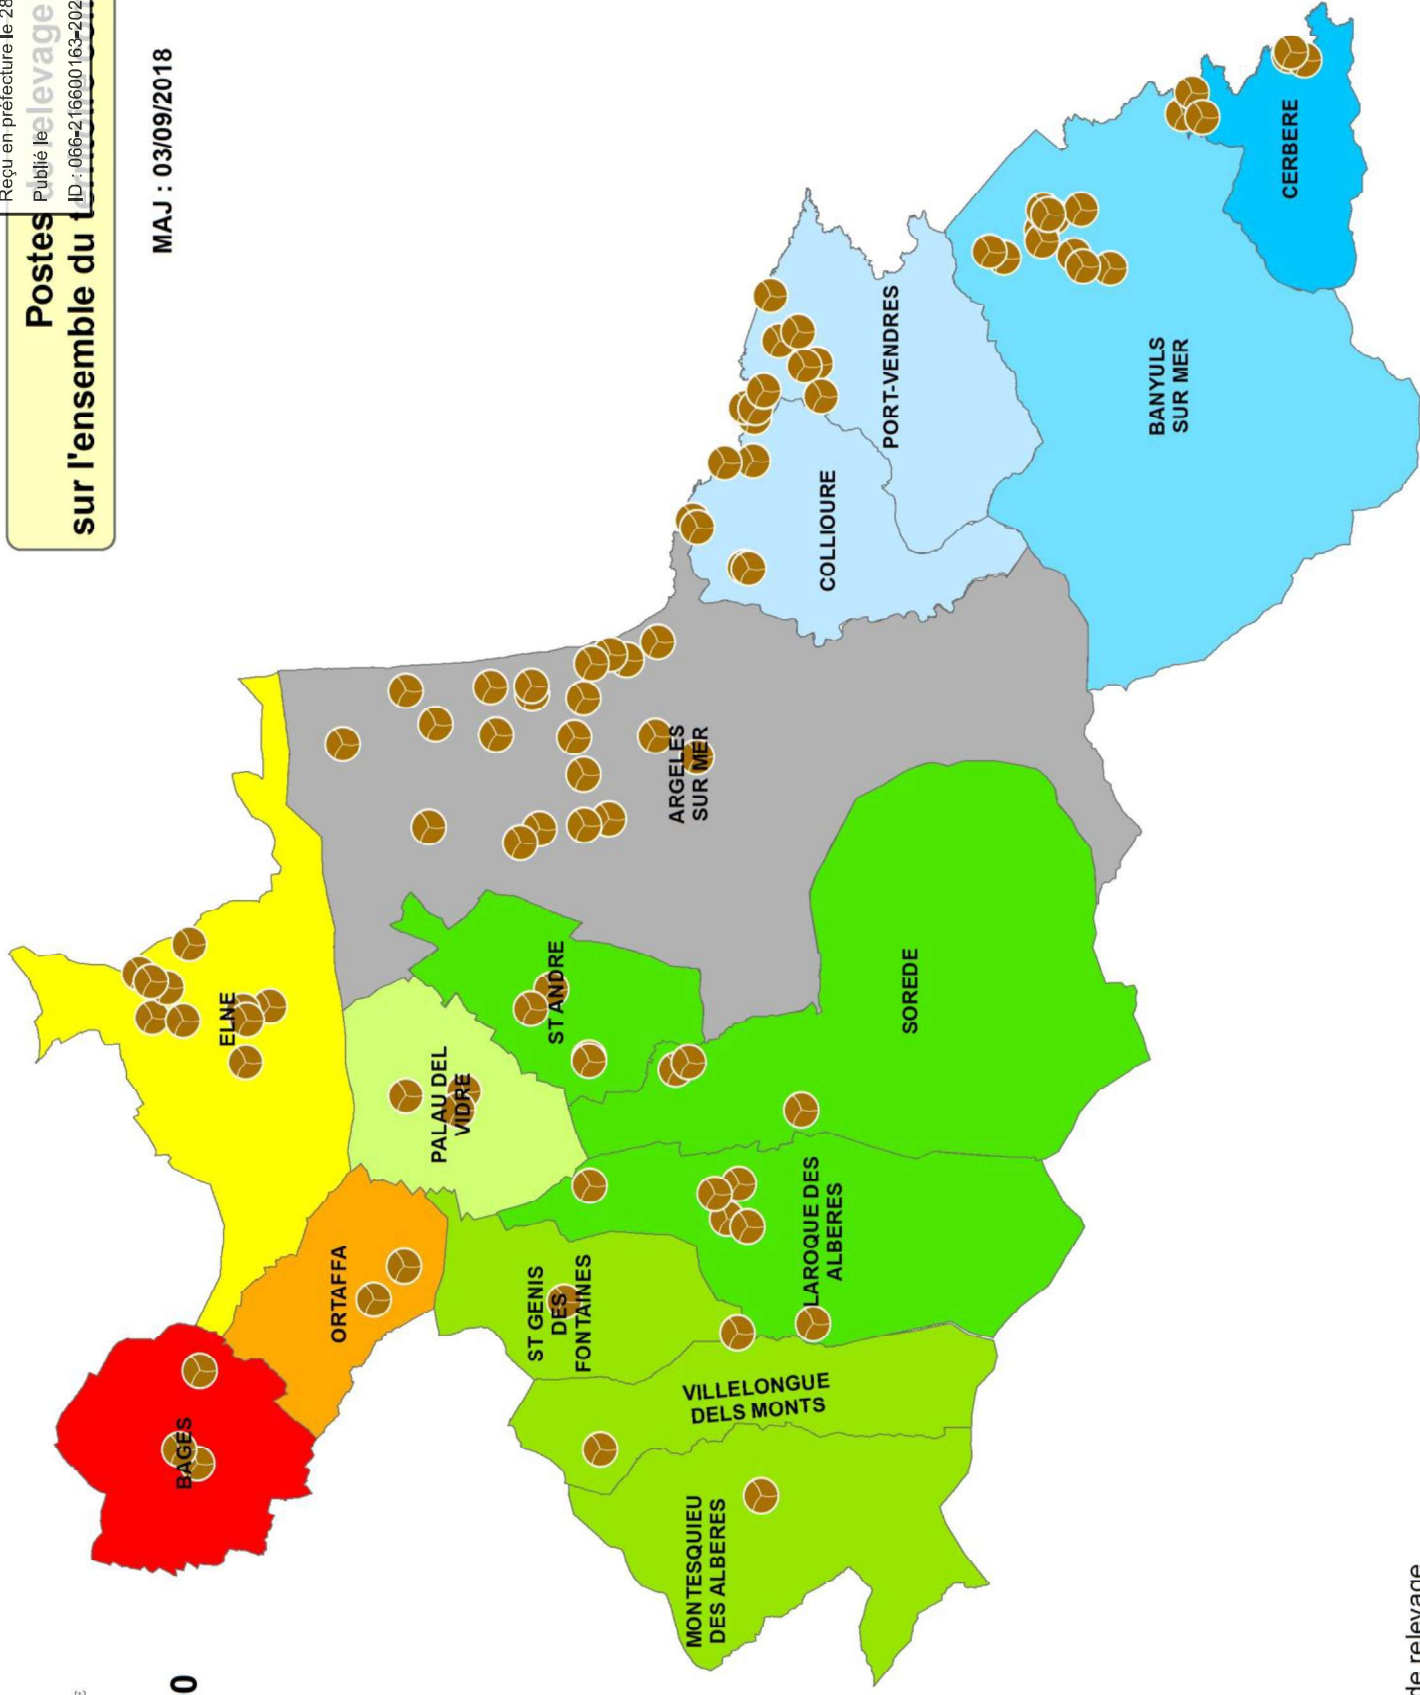 Reçu en préfecture le 28
Publié le
ID : 066-216600163-202
Postes de relevage
sur l'ensemble du
MAJ : 03/09/2018
CERBERE
BANYULS
SUR MER
PORT-VENDRES
COLLIOURE
ARGELES
SUR MER
ELNE
ST ANDRE
SOREDE
PALAU DEL
VIDRE
LAROQUE DES
ALBERES
ORTAFFA
ST GENIS
DES
FONTAINES
VILLELONGUE
DELS MONTS
BAGES
MONTESQUIEU
DES ALBERES
0
de relevage